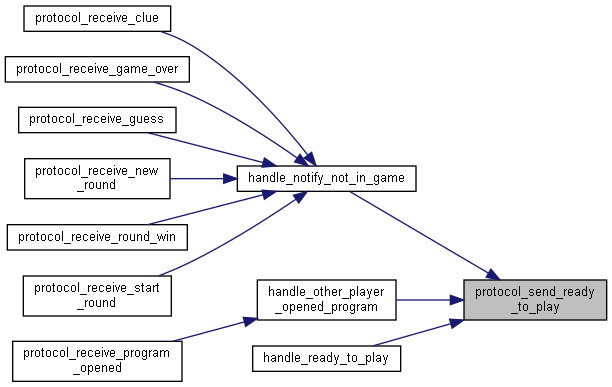 protocol_receive_clue
protocol_receive_game_over
protocol_receive_guess
protocol_receive_new
_round
protocol_receive_round_win
protocol_receive_start
_round
protocol_receive_program
_opened
handle_notify_not_in_game
handle_other_player
_opened_program
handle_ready_to_play
protocol_send_ready
_to_play